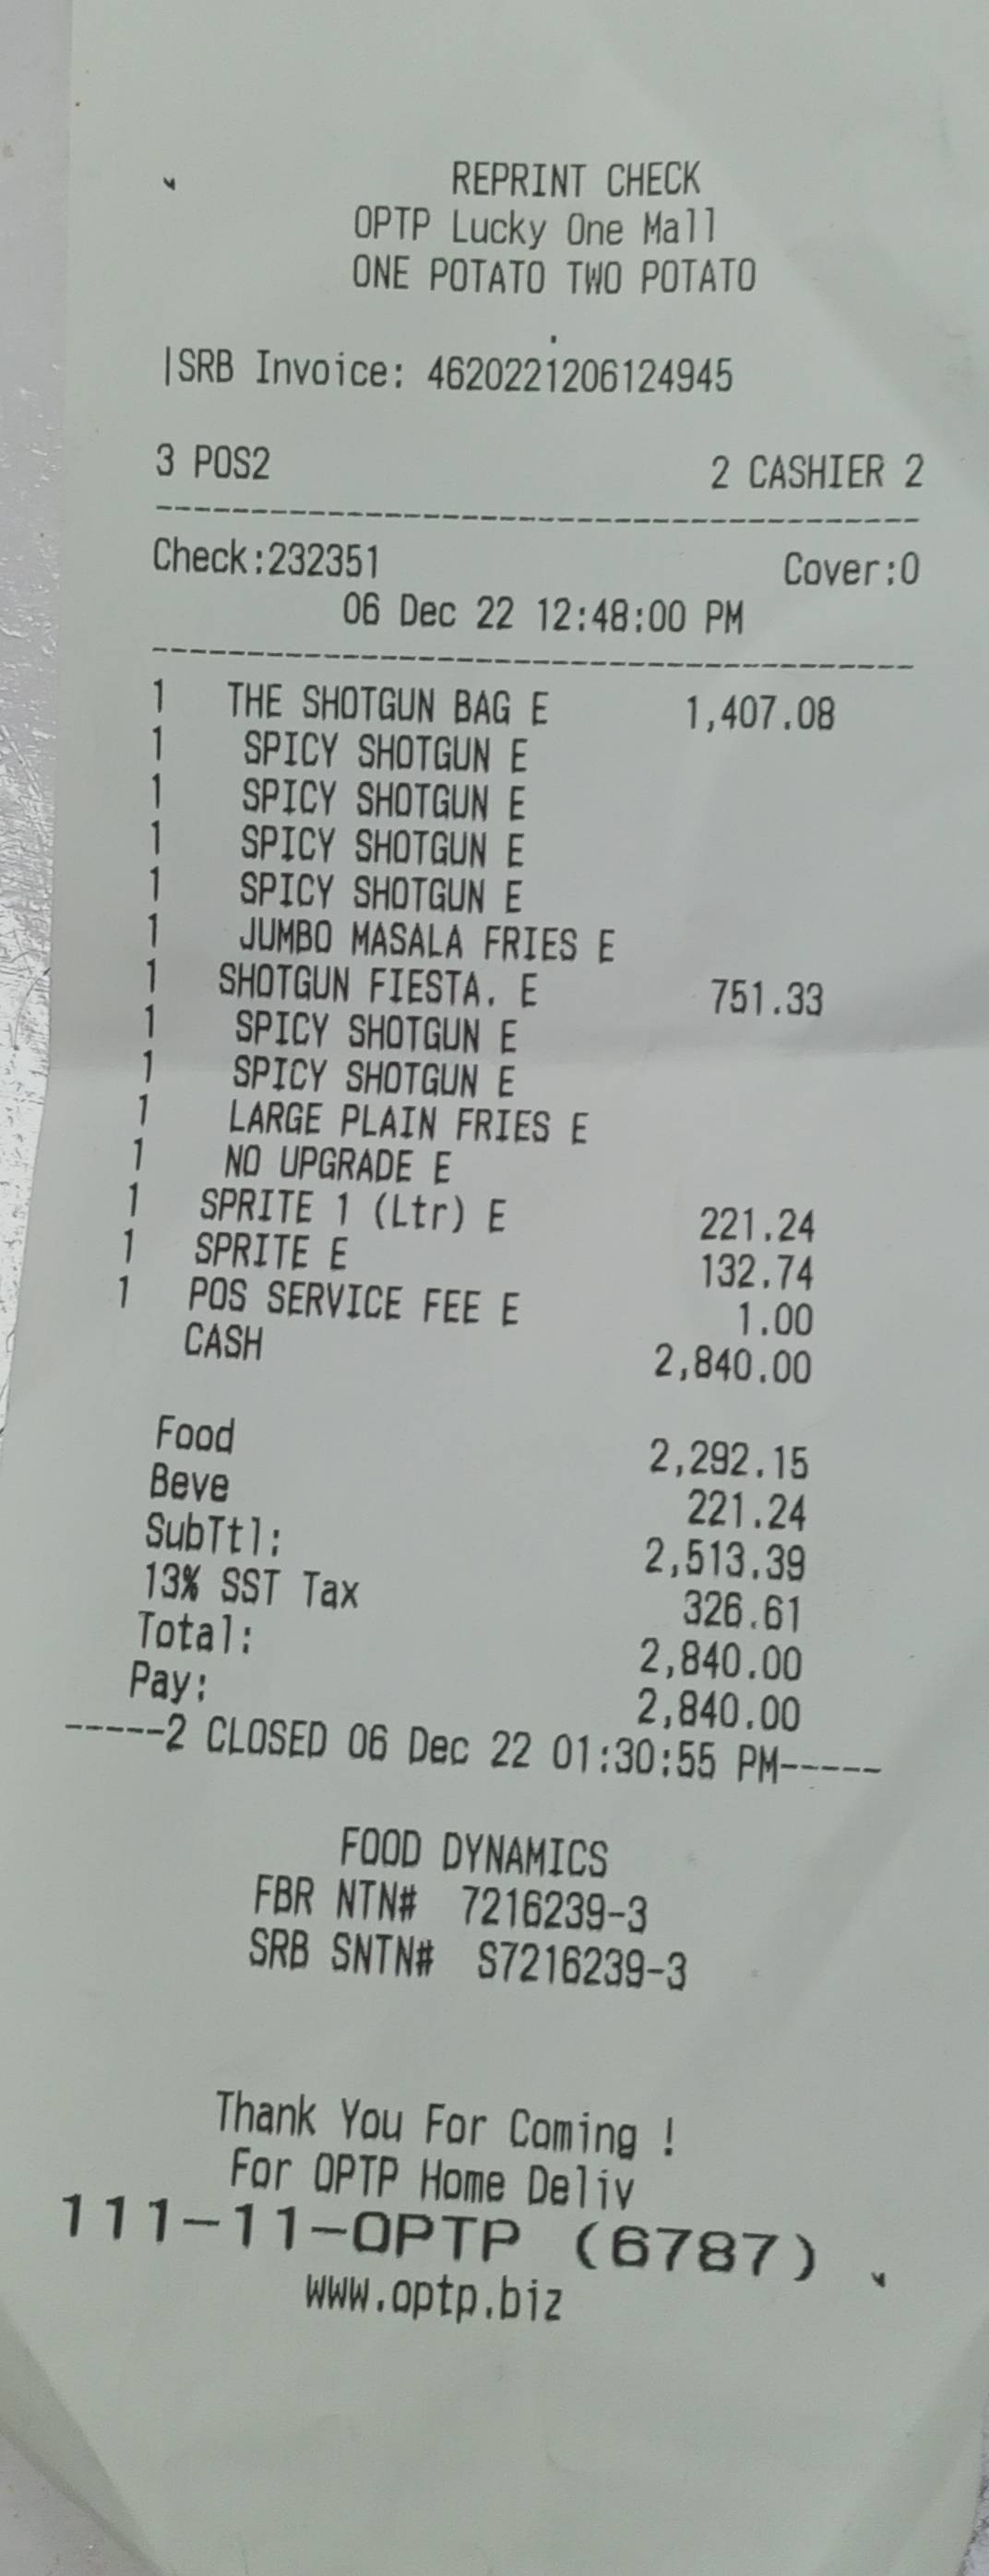 REPRINT CHECK
OPTP Lucky One Mall
ONE POTATO TWO POTATO
|SRB Invoice: 4620221206124945
3 POS2 2 CASHIER 2
--------------------------------------
Check:232351 Cover:0
06 Dec 22 12:48:00 PM
--------------------------------------
1 THE SHOTGUN BAG E 1,407.08
1 SPICY SHOTGUN E
1 SPICY SHOTGUN E
1 SPICY SHOTGUN E
1 SPICY SHOTGUN E
1 JUMBO MASALA FRIES E
1 SHOTGUN FIESTA. E 751.33
1 SPICY SHOTGUN E
1 SPICY SHOTGUN E
1 LARGE PLAIN FRIES E
1 NO UPGRADE E
1 SPRITE 1 (Ltr) E 221.24
1 SPRITE E 132.74
1 POS SERVICE FEE E 1.00
CASH 2,840.00
Food 2,292.15
Beve 221.24
SubTtl: 2,513.39
13% SST Tax 326.61
Total: 2,840.00
Pay: 2,840.00
-----2 CLOSED 06 Dec 22 01:30:55 PM-----
FOOD DYNAMICS
FBR NTN# 7216239-3
SRB SNTN# S7216239-3
Thank You For Coming !
For OPTP Home Deliv
111-11-OPTP (6787)
www.optp.biz